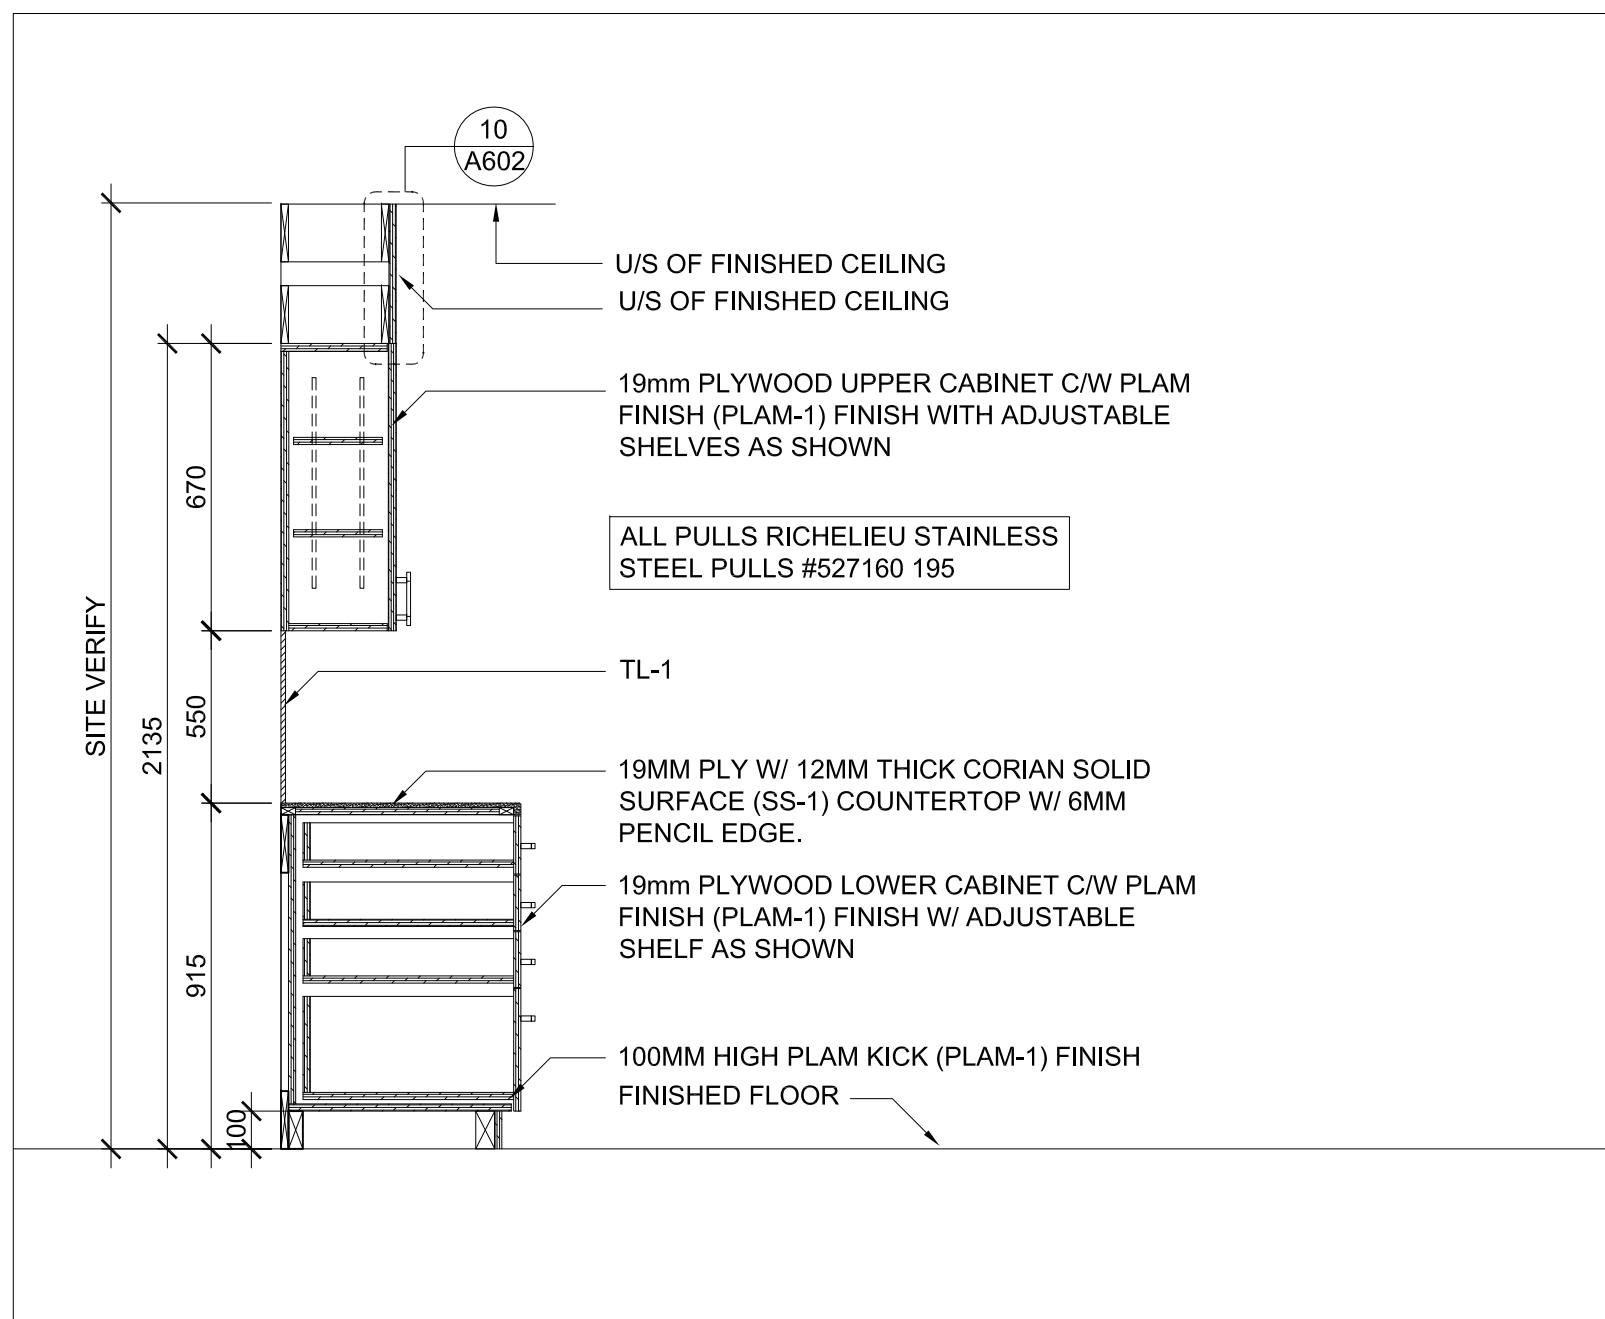 10
A602
U/S OF FINISHED CEILING
U/S OF FINISHED CEILING
19mm PLYWOOD UPPER CABINET C/W PLAM
FINISH (PLAM-1) FINISH WITH ADJUSTABLE
SHELVES AS SHOWN
ALL PULLS RICHELIEU STAINLESS
STEEL PULLS #527160 195
TL-1
19MM PLY W/ 12MM THICK CORIAN SOLID
SURFACE (SS-1) COUNTERTOP W/ 6MM
PENCIL EDGE.
19mm PLYWOOD LOWER CABINET C/W PLAM
FINISH (PLAM-1) FINISH W/ ADJUSTABLE
SHELF AS SHOWN
100MM HIGH PLAM KICK (PLAM-1) FINISH
FINISHED FLOOR
SITE VERIFY
2135
670
550
915
100